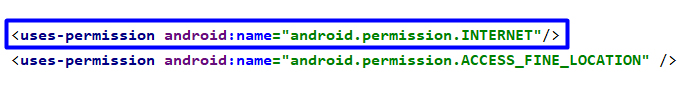 <uses-permission android:name="android.permission.INTERNET"/>
<uses-permission android:name="android.permission.ACCESS_FINE_LOCATION" />